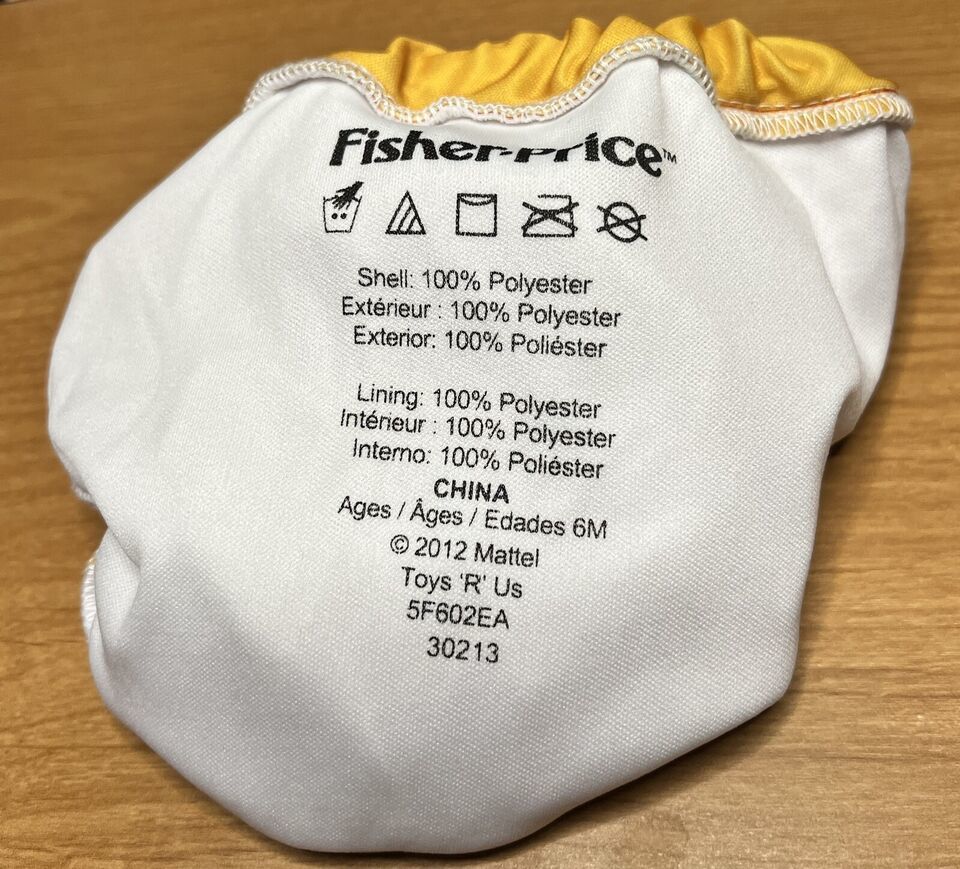 Fisher-Price™
Shell: 100% Polyester
Extérieur : 100% Polyester
Exterior: 100% Poliéster
Lining: 100% Polyester
Intérieur : 100% Polyester
Interno: 100% Poliéster
CHINA
Ages / Âges / Edades 6M
© 2012 Mattel
Toys 'R' Us
5F602EA
30213